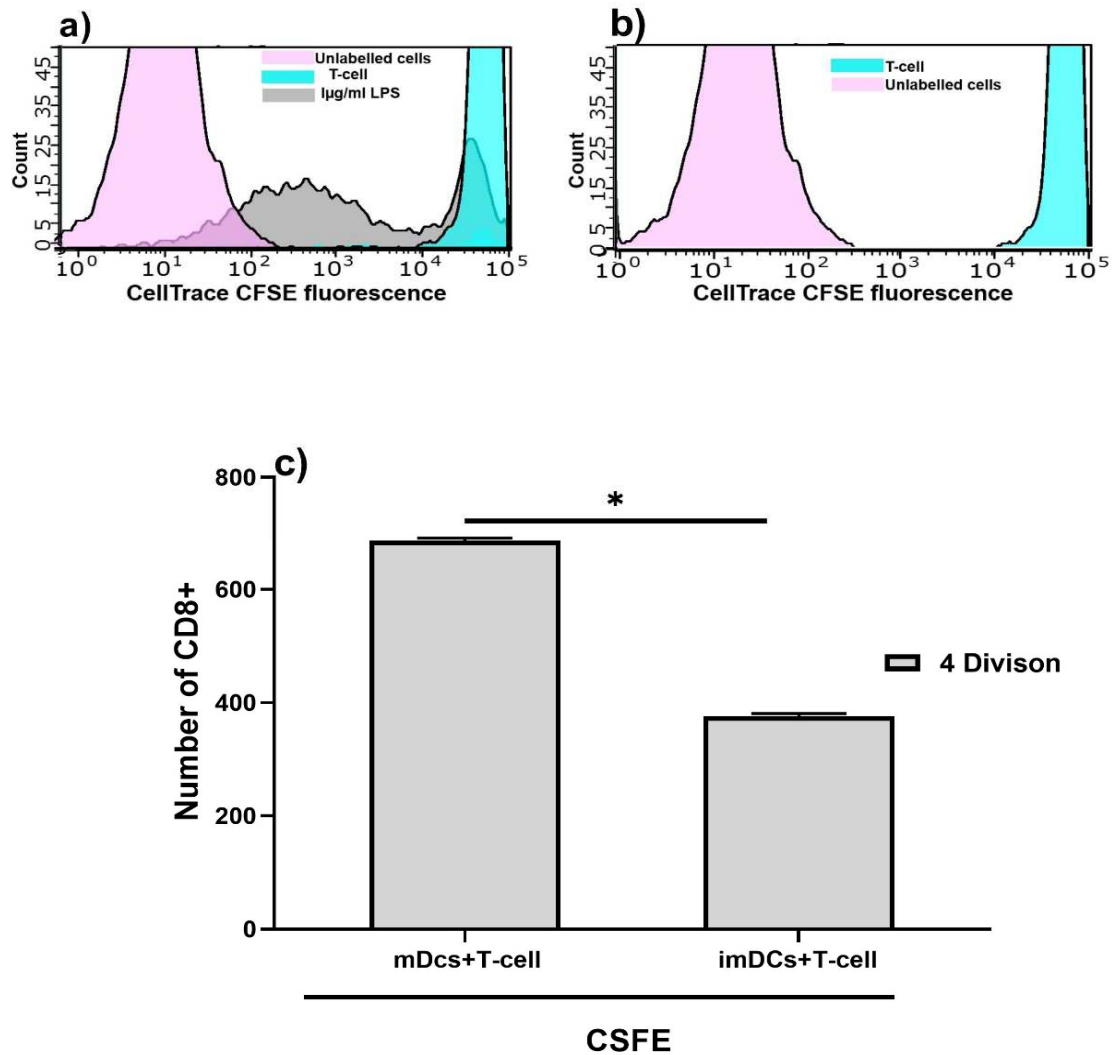 a)
Unlabelled cells
T-cell
lµg/ml LPS
Count
45
35
25
15
5
0
10^0 10^1 10^2 10^3 10^4 10^5
CellTrace CFSE fluorescence
b)
T-cell
Unlabelled cells
Count
45
35
25
15
5
0
10^0 10^1 10^2 10^3 10^4 10^5
CellTrace CFSE fluorescence
c)
*
Number of CD8+
800
600
400
200
0
4 Divison
mDcs+T-cell imDCs+T-cell
CSFE